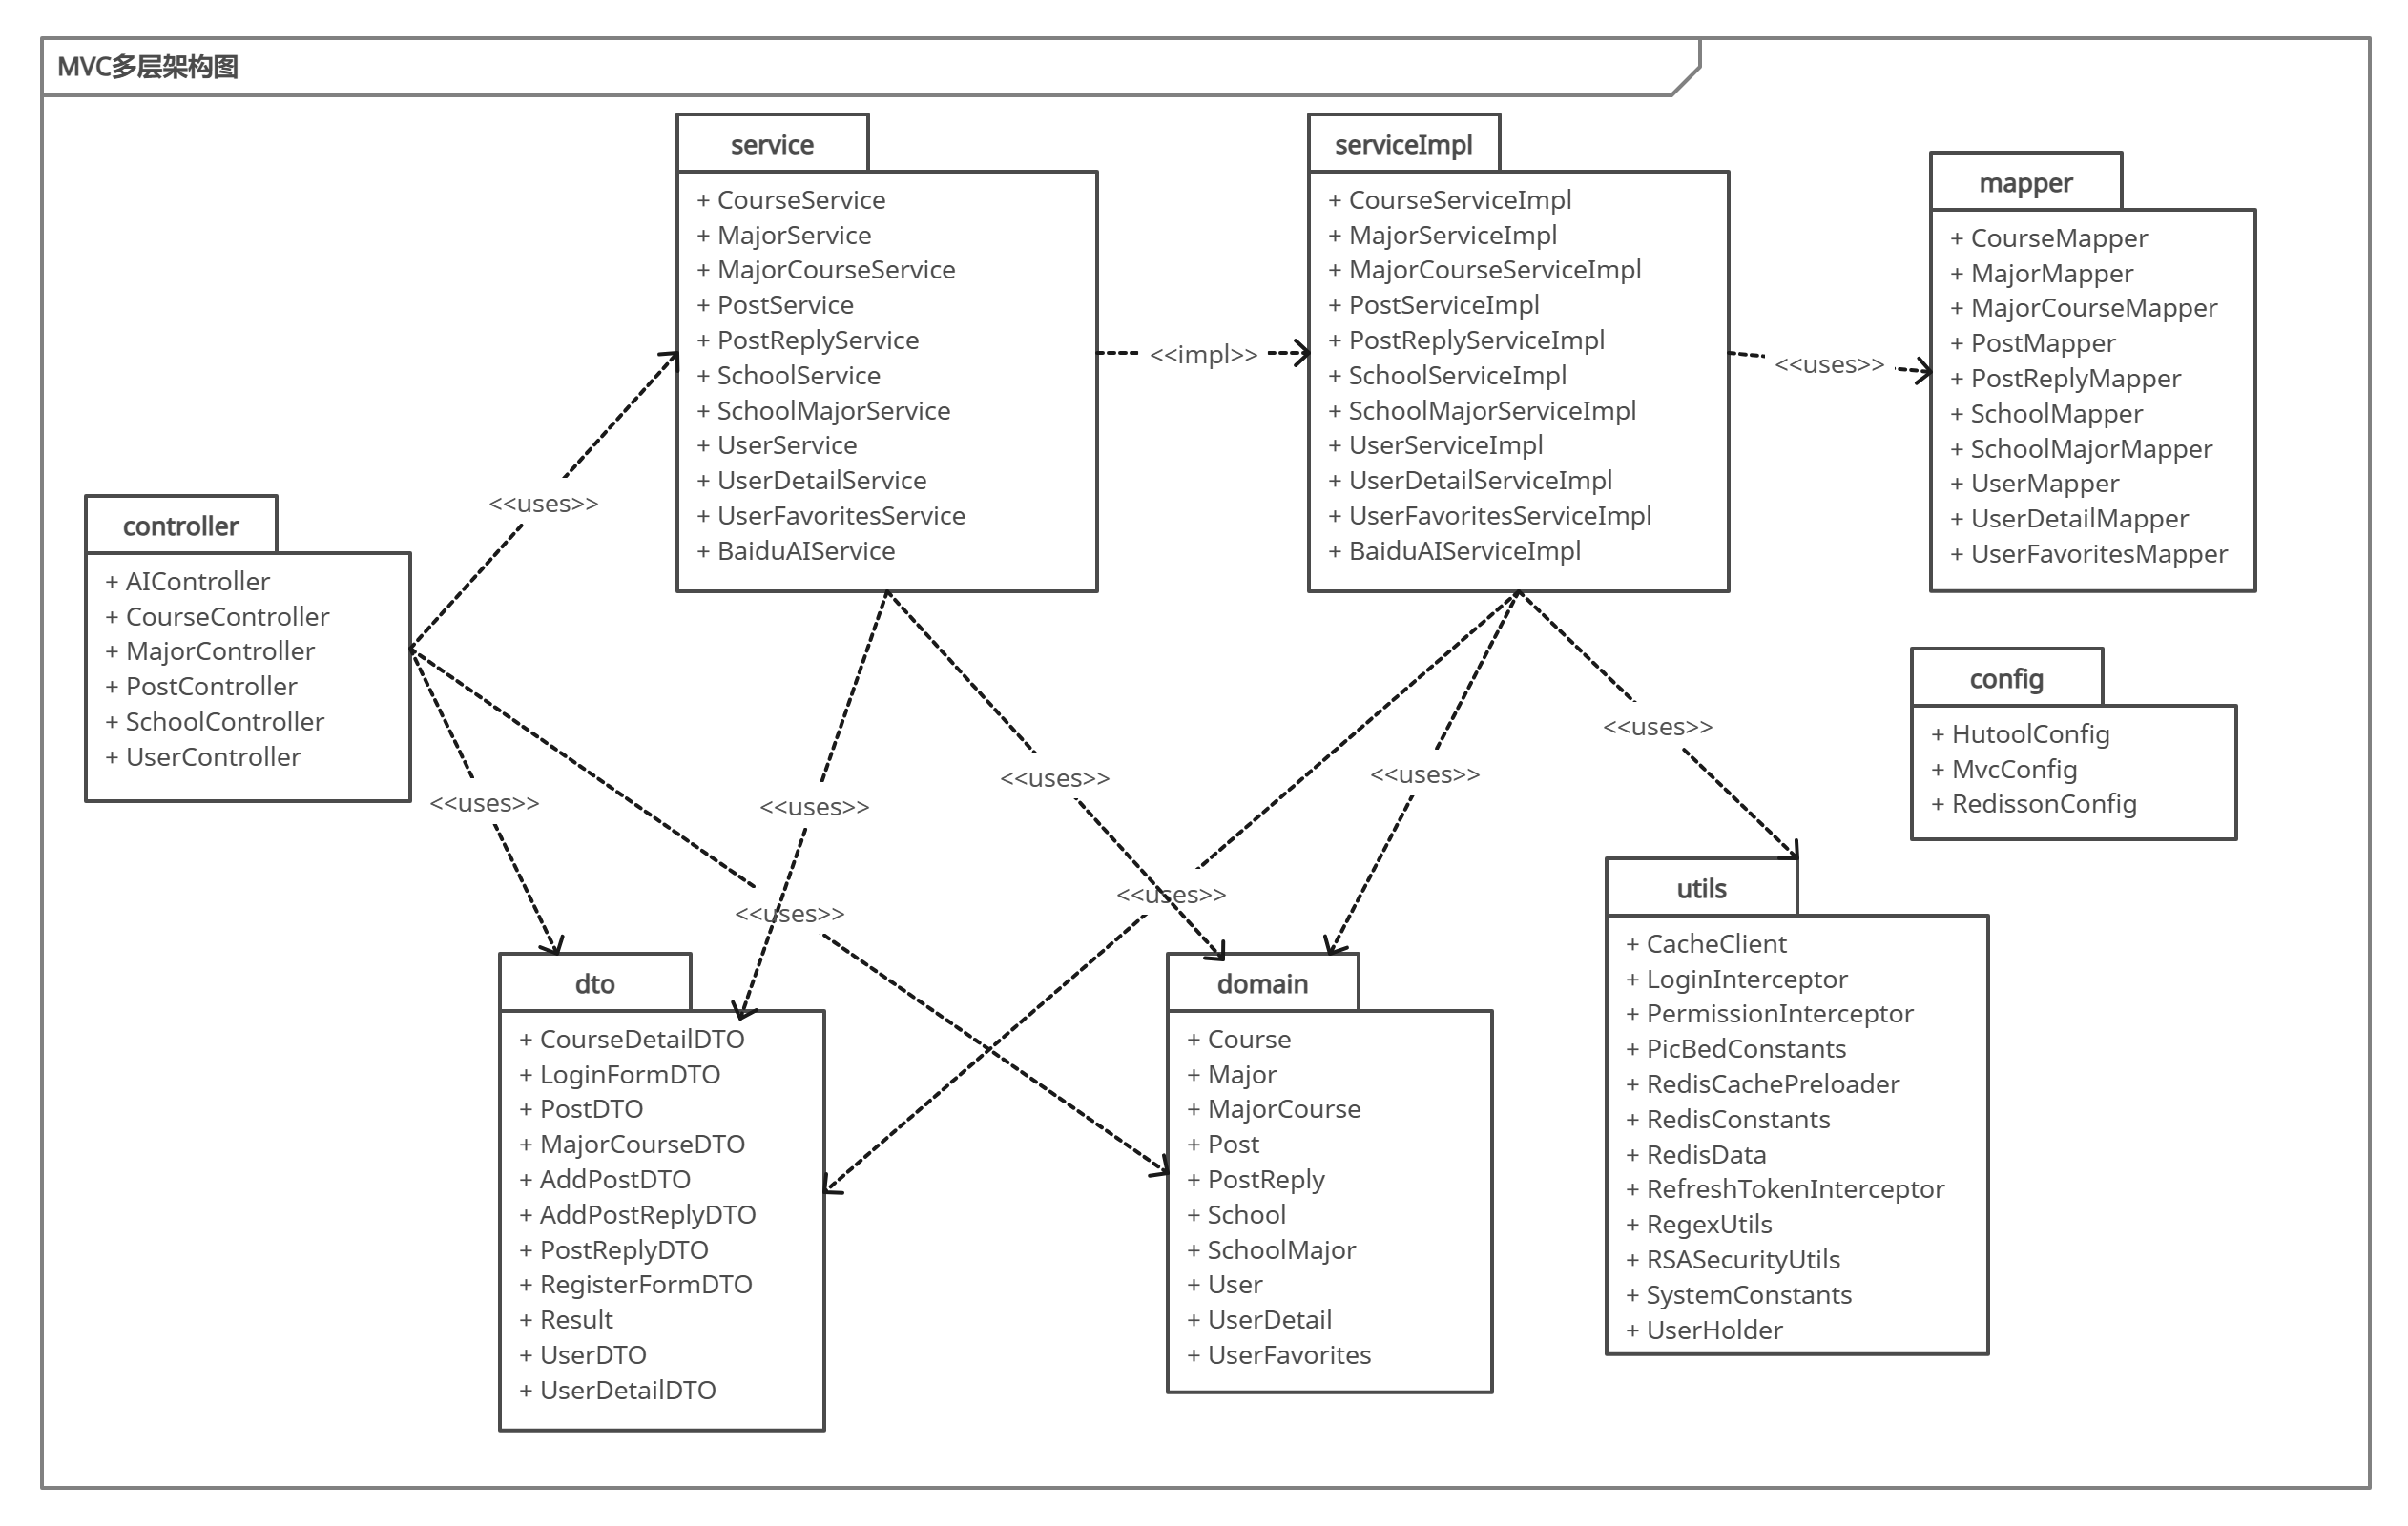 MVC多层架构图
service
+ CourseService
+ MajorService
+ MajorCourseService
+ PostService
+ PostReplyService
+ SchoolService
+ SchoolMajorService
+ UserService
+ UserDetailService
+ UserFavoritesService
+ BaiduAIService
<<impl>>
serviceImpl
+ CourseServiceImpl
+ MajorServiceImpl
+ MajorCourseServiceImpl
+ PostServiceImpl
+ PostReplyServiceImpl
+ SchoolServiceImpl
+ SchoolMajorServiceImpl
+ UserServiceImpl
+ UserDetailServiceImpl
+ UserFavoritesServiceImpl
+ BaiduAIServiceImpl
<<uses>>
mapper
+ CourseMapper
+ MajorMapper
+ MajorCourseMapper
+ PostMapper
+ PostReplyMapper
+ SchoolMapper
+ SchoolMajorMapper
+ UserMapper
+ UserDetailMapper
+ UserFavoritesMapper
<<uses>>
controller
+ AIController
+ CourseController
+ MajorController
+ PostController
+ SchoolController
+ UserController
<<uses>>
<<uses>>
<<uses>>
<<uses>>
<<uses>>
<<uses>>
<<uses>>
config
+ HutoolConfig
+ MvcConfig
+ RedissonConfig
dto
+ CourseDetailDTO
+ LoginFormDTO
+ PostDTO
+ MajorCourseDTO
+ AddPostDTO
+ AddPostReplyDTO
+ PostReplyDTO
+ RegisterFormDTO
+ Result
+ UserDTO
+ UserDetailDTO
domain
+ Course
+ Major
+ MajorCourse
+ Post
+ PostReply
+ School
+ SchoolMajor
+ User
+ UserDetail
+ UserFavorites
utils
+ CacheClient
+ LoginInterceptor
+ PermissionInterceptor
+ PicBedConstants
+ RedisCachePreloader
+ RedisConstants
+ RedisData
+ RefreshTokenInterceptor
+ RegexUtils
+ RSASecurityUtils
+ SystemConstants
+ UserHolder